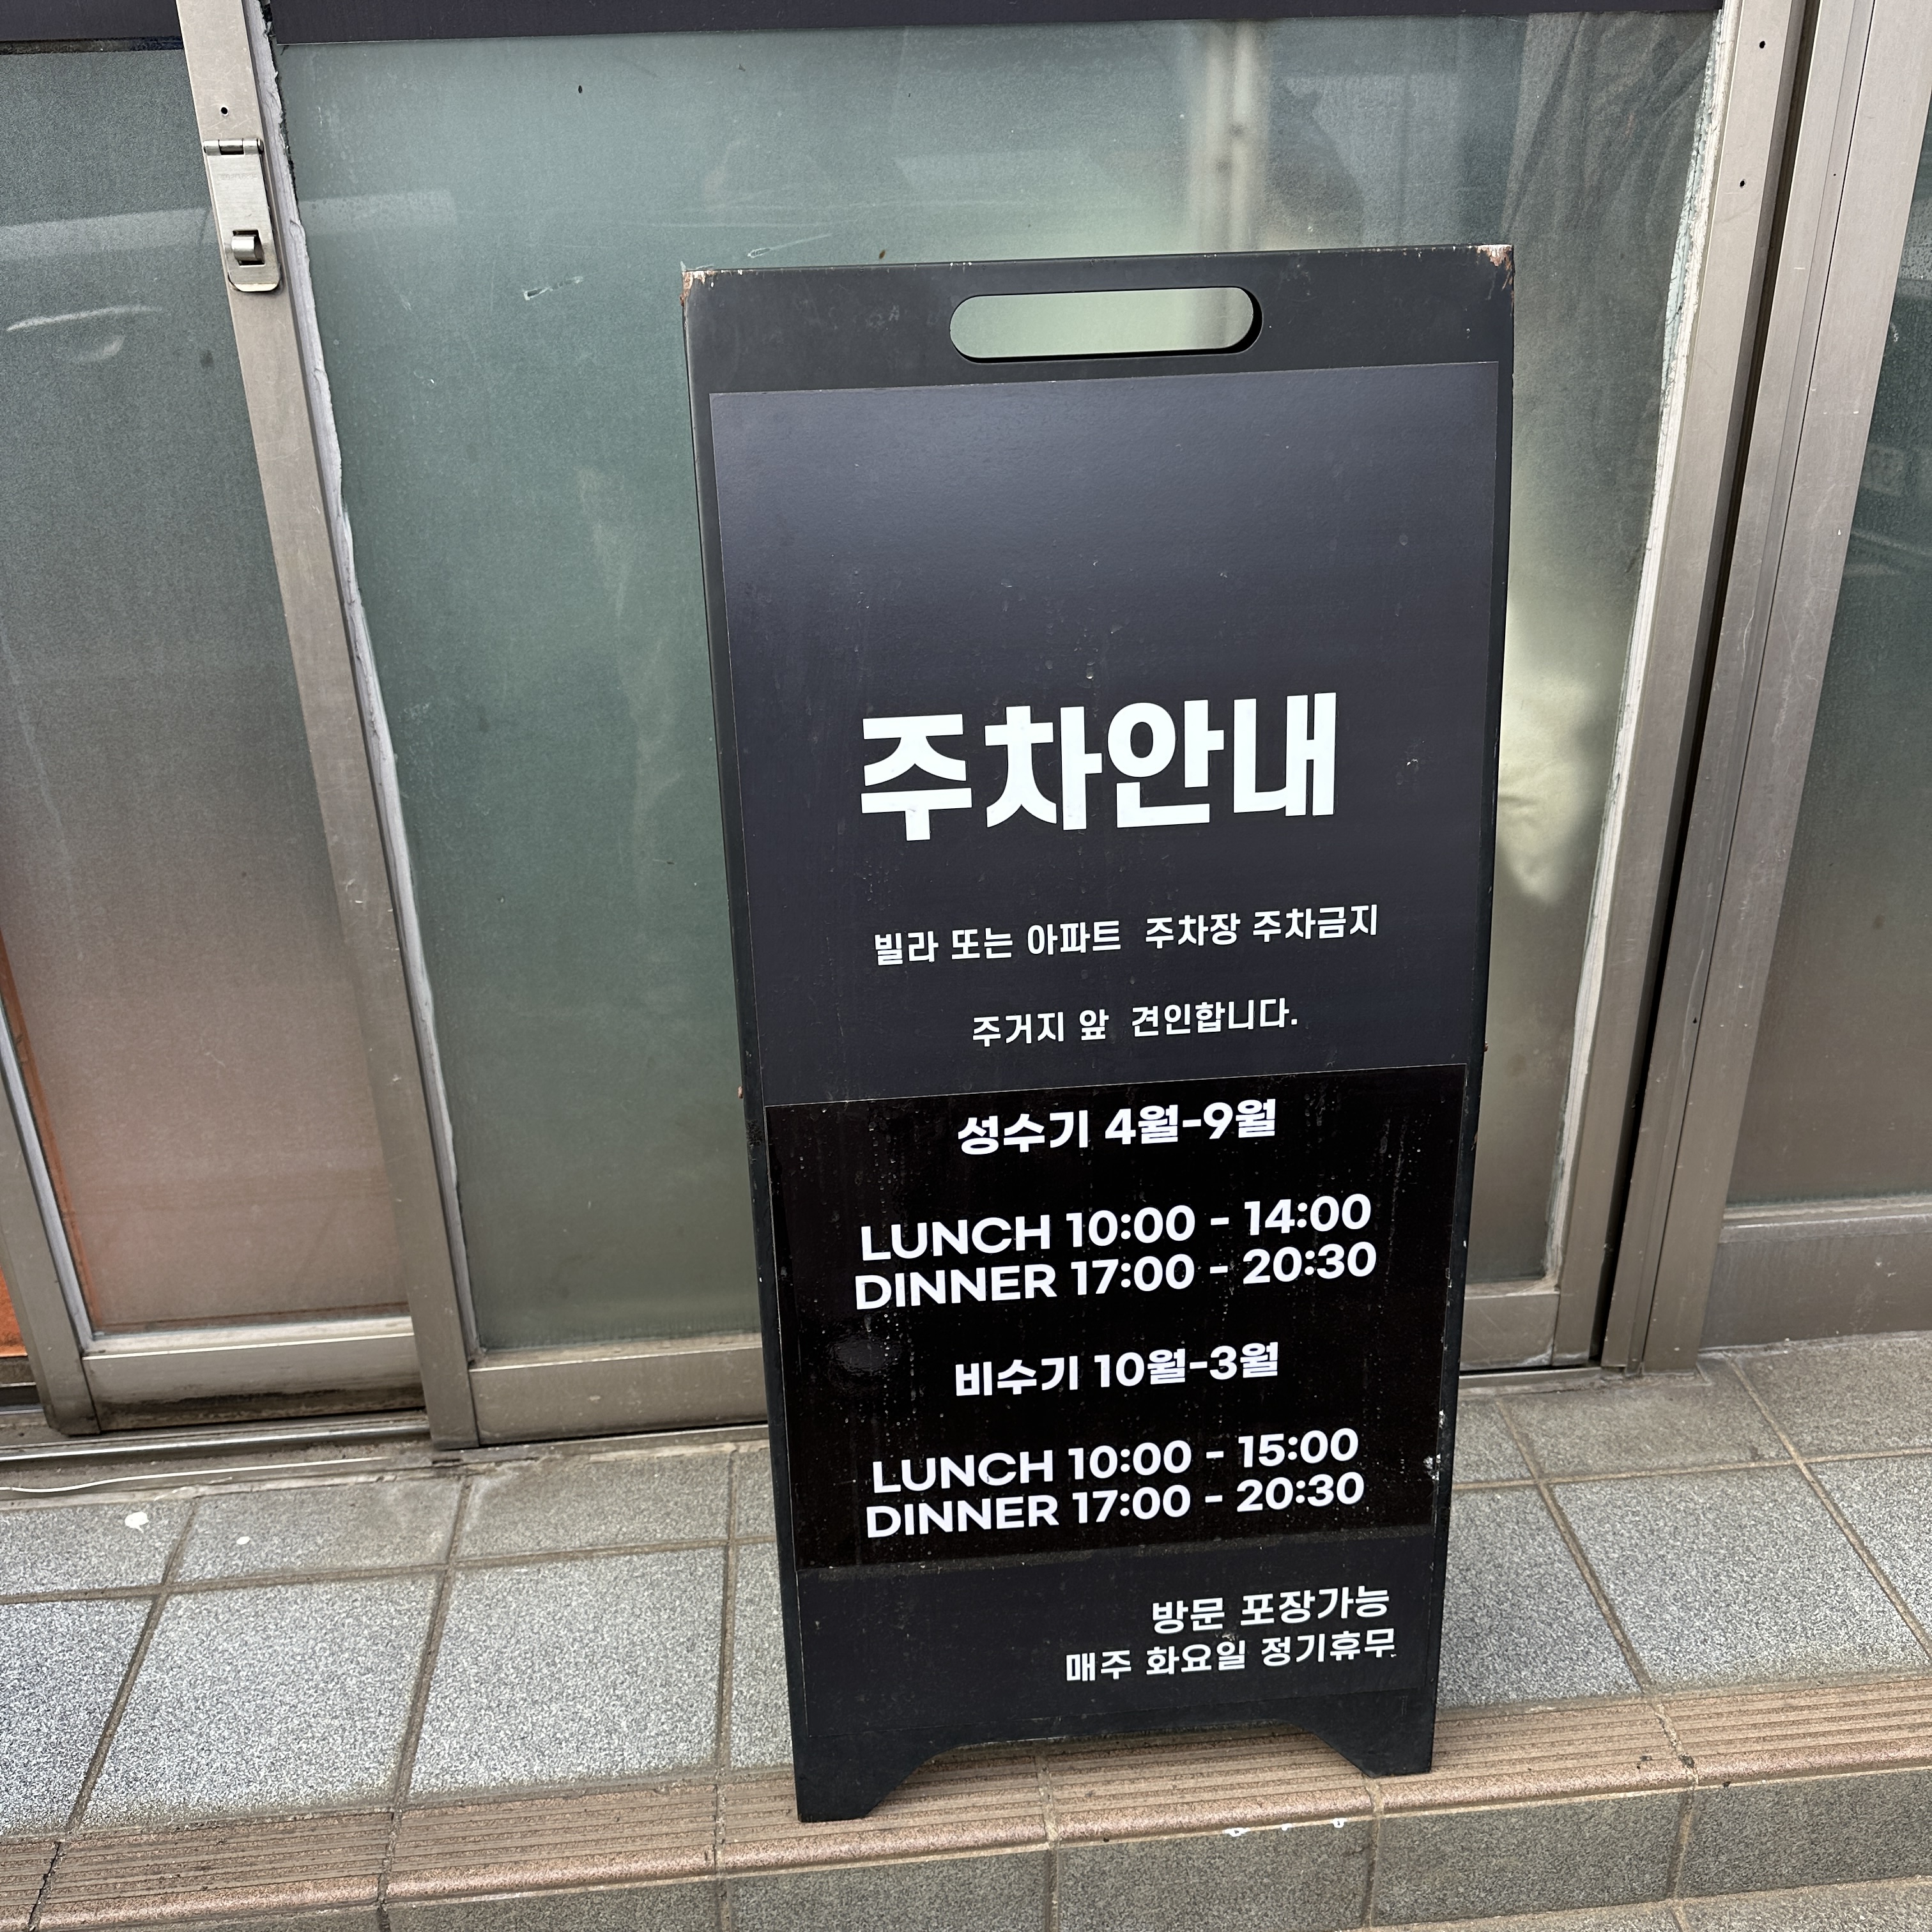 주차안내
빌라 또는 아파트 주차장 주차금지
주거지 앞 견인합니다.
성수기 4월-9월
LUNCH 10:00 - 14:00
DINNER 17:00 - 20:30
비수기 10월-3월
LUNCH 10:00 - 15:00
DINNER 17:00 - 20:30
방문 포장가능
매주 화요일 정기휴무